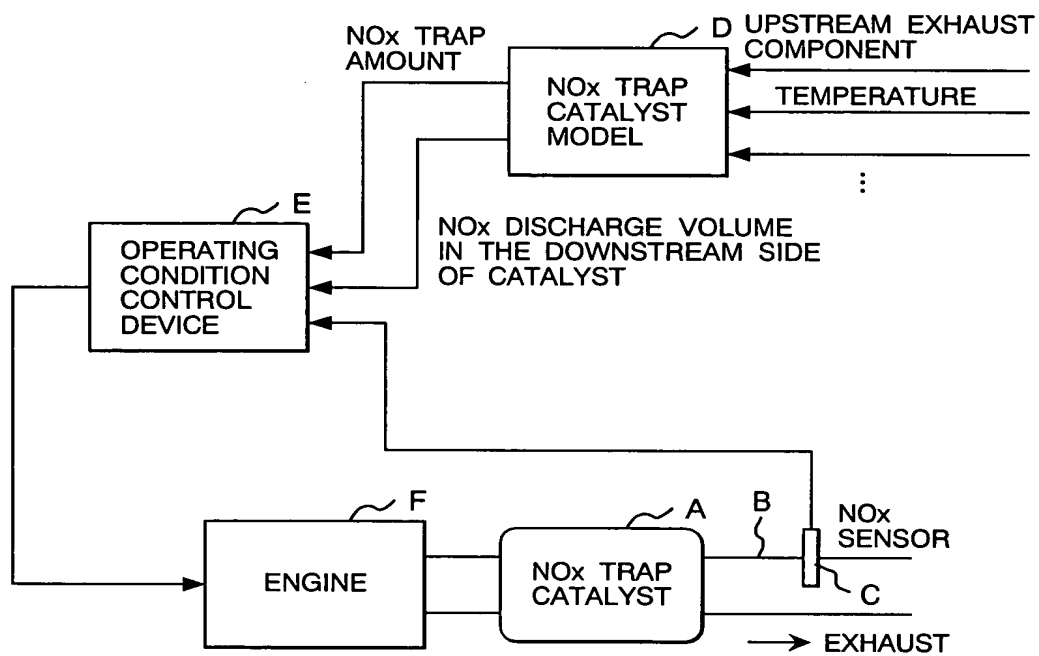 NOx TRAP
AMOUNT
D
UPSTREAM EXHAUST
COMPONENT
TEMPERATURE
NOx TRAP
CATALYST
MODEL
E
OPERATING
CONDITION
CONTROL
DEVICE
NOx DISCHARGE VOLUME
IN THE DOWNSTREAM SIDE
OF CATALYST
F
ENGINE
A
NOx TRAP
CATALYST
B
NOx
SENSOR
C
EXHAUST